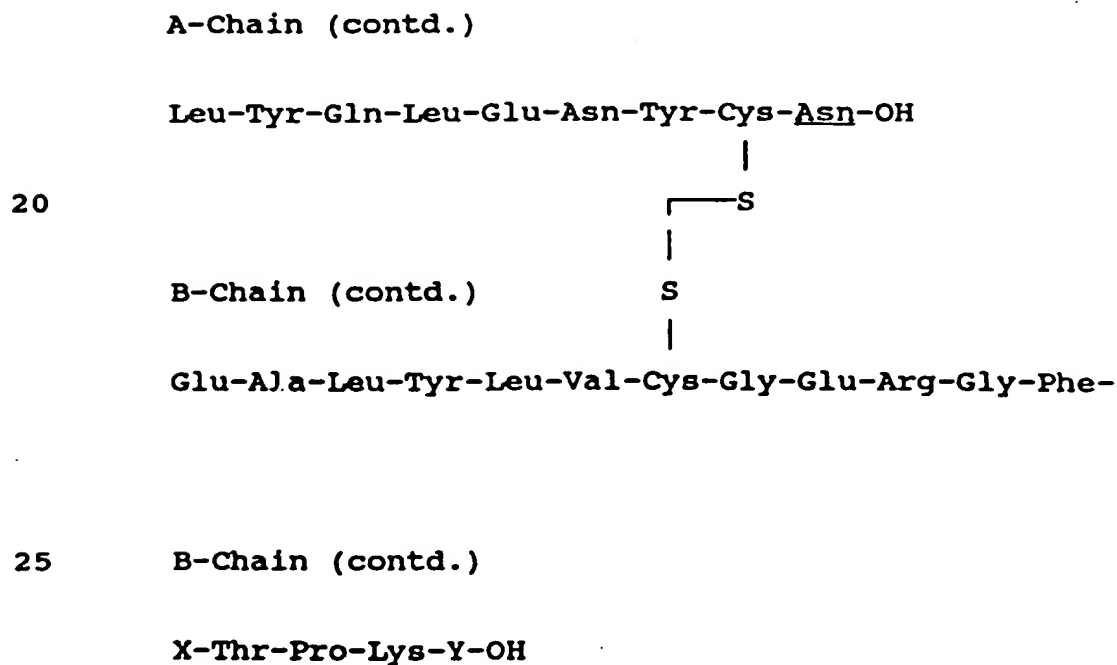 A-Chain (contd.)
Leu-Tyr-Gln-Leu-Glu-Asn-Tyr-Cys-Asn-OH
|
20 ┌──S
|
B-Chain (contd.) S
|
Glu-Ala-Leu-Tyr-Leu-Val-Cys-Gly-Glu-Arg-Gly-Phe-
25 B-Chain (contd.)
X-Thr-Pro-Lys-Y-OH